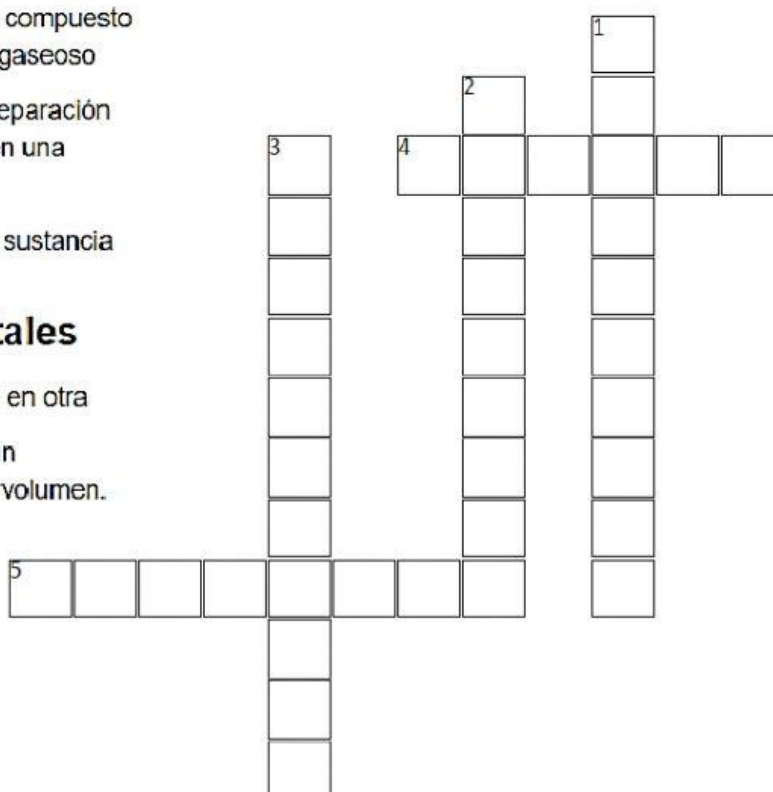 compuesto
gaseoso
eparación
n una
sustancia
tales
en otra
n
volumen.
1
2
3
4
5